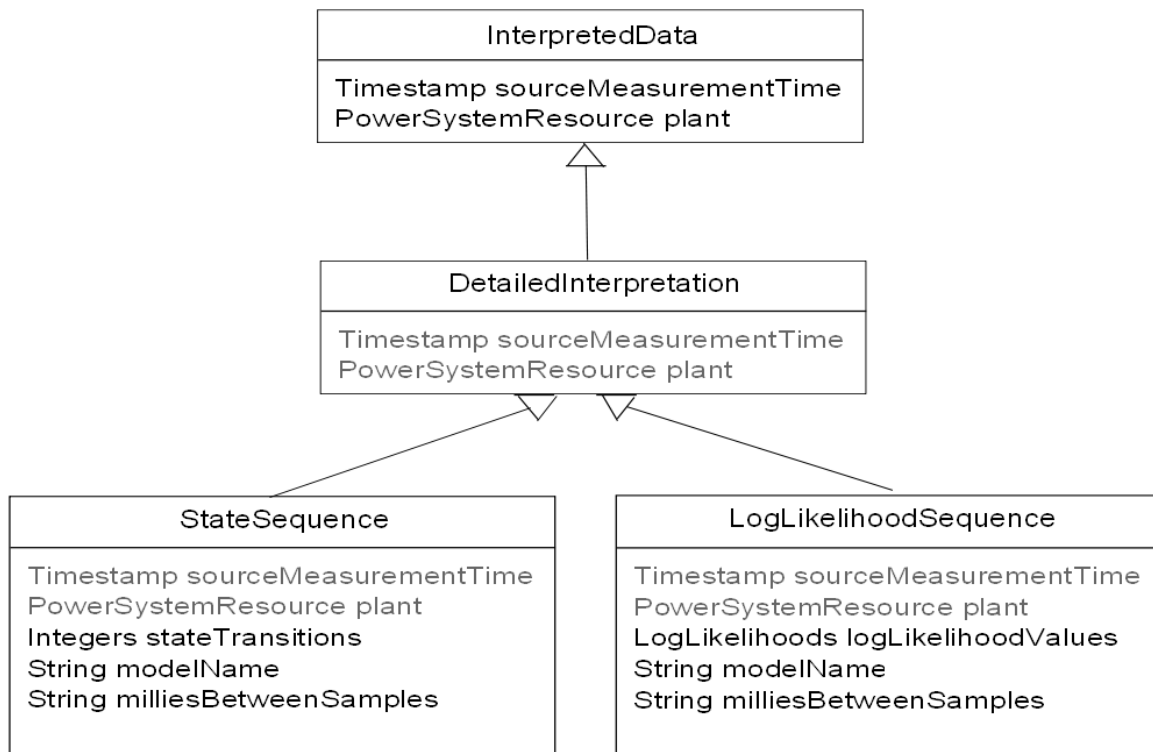 InterpretedData
Timestamp sourceMeasurementTime
PowerSystemResource plant
DetailedInterpretation
Timestamp sourceMeasurementTime
PowerSystemResource plant
StateSequence
Timestamp sourceMeasurementTime
PowerSystemResource plant
Integers stateTransitions
String modelName
String milliesBetweenSamples
LogLikelihoodSequence
Timestamp sourceMeasurementTime
PowerSystemResource plant
LogLikelihoods logLikelihoodValues
String modelName
String milliesBetweenSamples